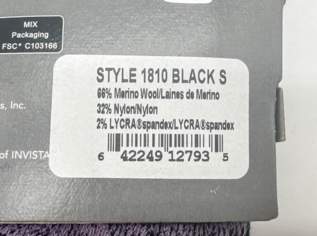 MIX
Packaging
FSC® C103166
STYLE 1810 BLACK S
66% Merino Wool/Laines de Merino
32% Nylon/Nylon
2% LYCRA®spandex/LYCRA®spandex
s, Inc.
of INVISTA
6 42249 12793 5